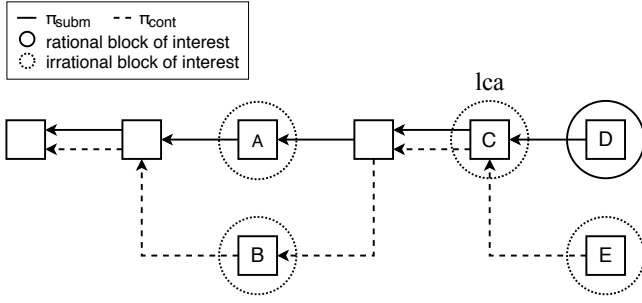 π_subm π_cont
rational block of interest
irrational block of interest
lca
A C D
B E